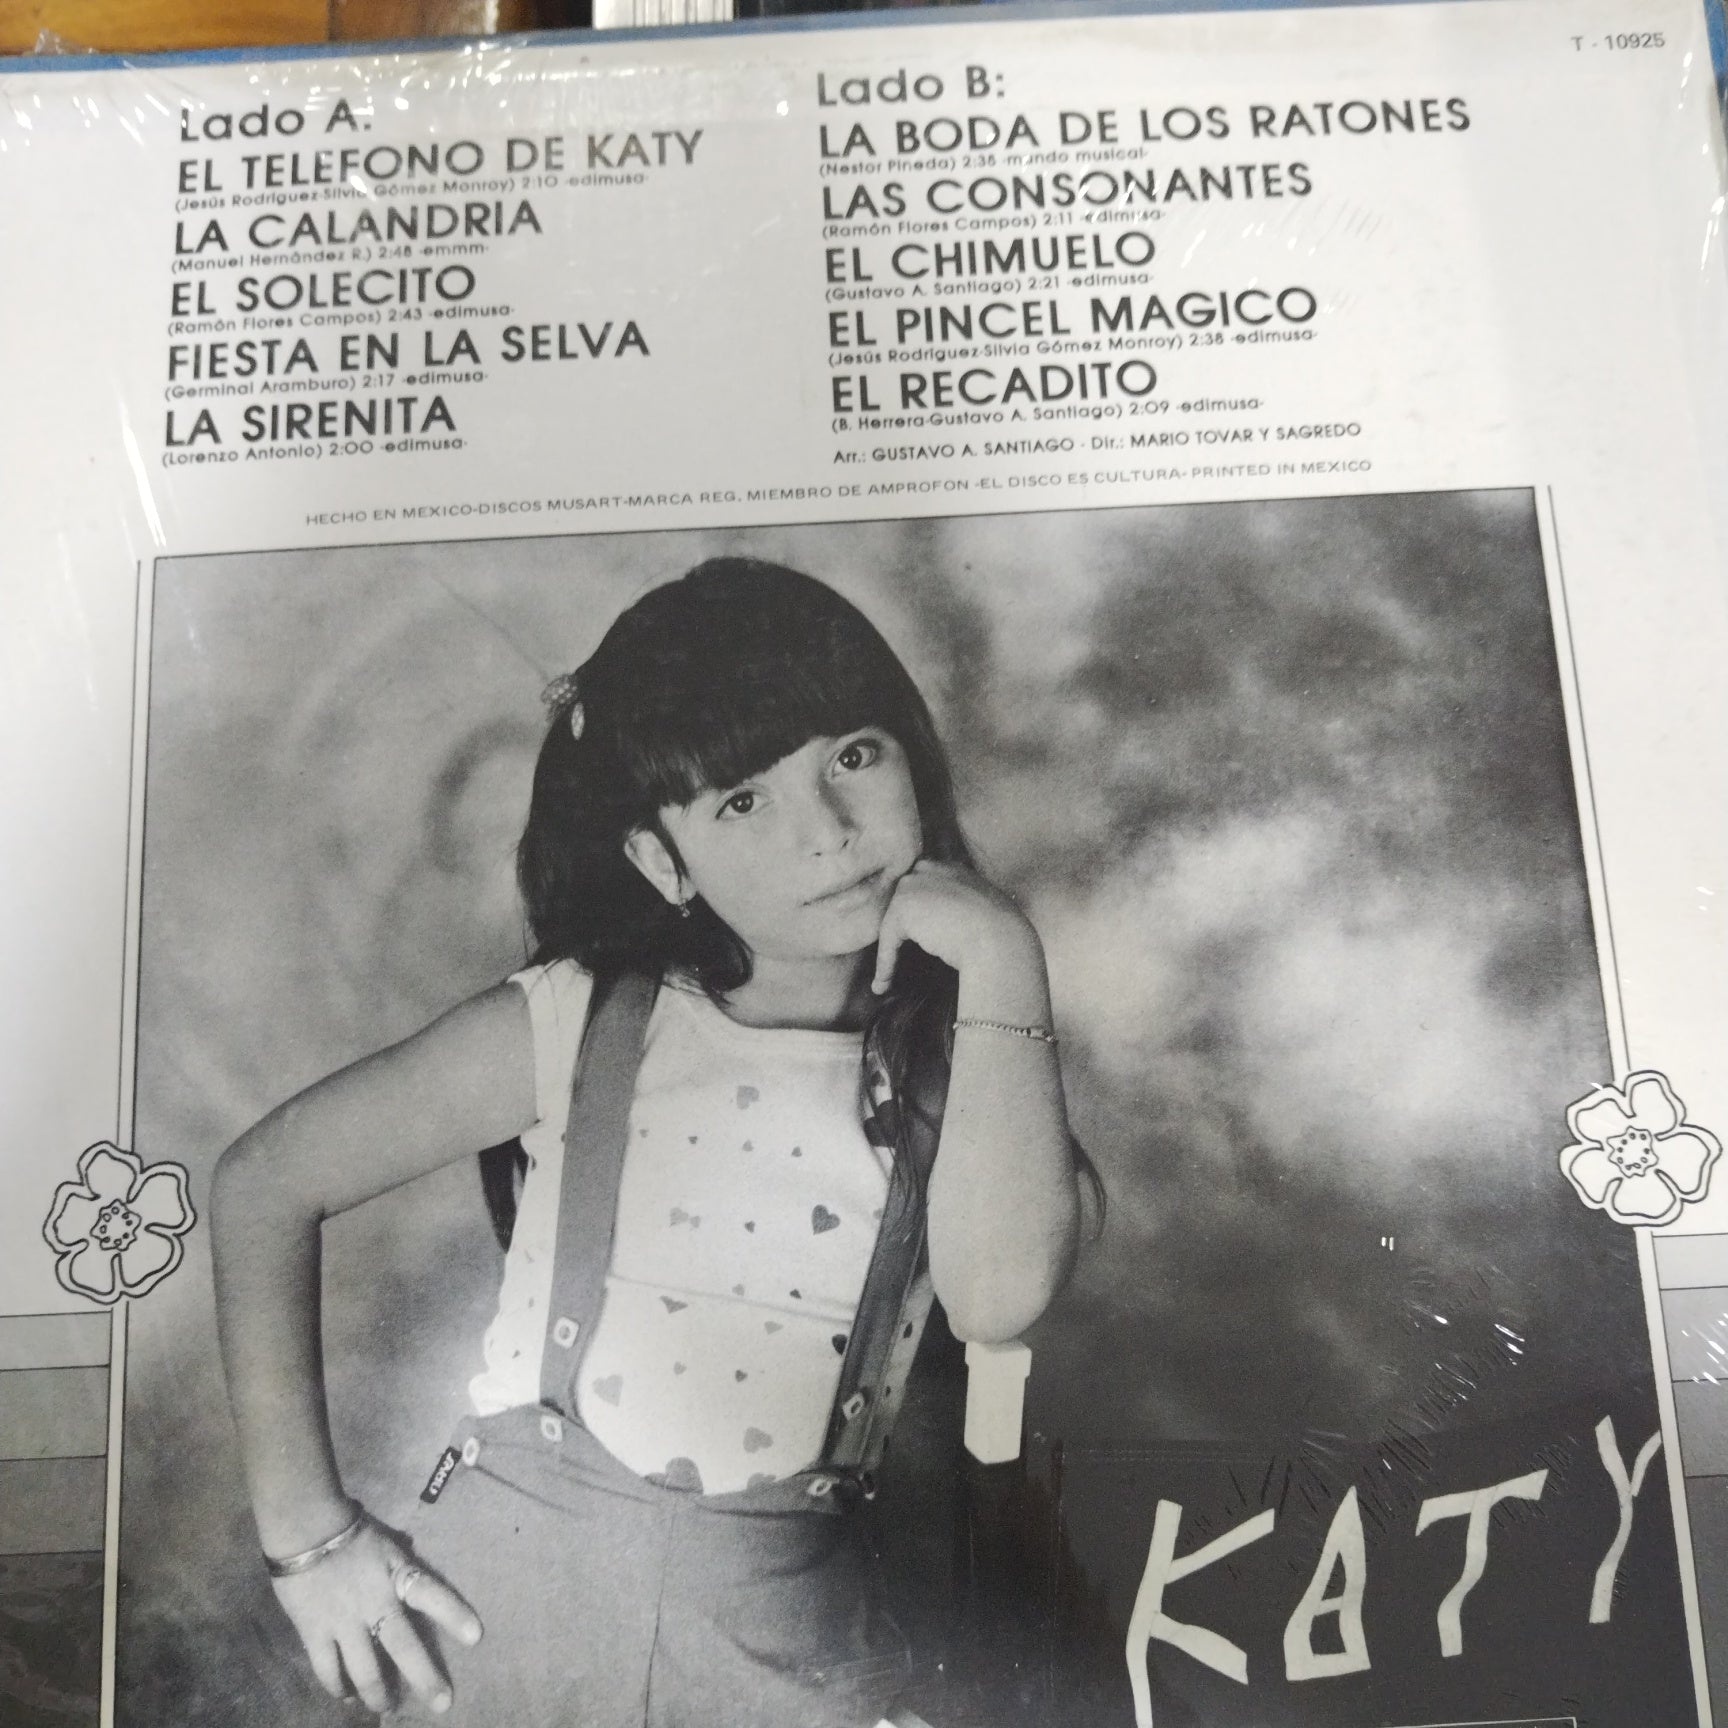 T - 10925
Lado A:
EL TELEFONO DE KATY
(Jesús Rodríguez-Silvia Gómez Monroy) 2:10 -edimusa-
LA CALANDRIA
(Manuel Hernández R.) 2:48 -emmm-
EL SOLECITO
(Ramón Flores Campos) 2:43 -edimusa-
FIESTA EN LA SELVA
(Germinal Aramburo) 2:17 -edimusa-
LA SIRENITA
(Lorenzo Antonio) 2:00 -edimusa-
Lado B:
LA BODA DE LOS RATONES
(Nestor Pineda) 2:35 -mundo musical-
LAS CONSONANTES
(Ramón Flores Campos) 2:11 -edimusa-
EL CHIMUELO
(Gustavo A. Santiago) 2:21 -edimusa-
EL PINCEL MAGICO
(Jesús Rodríguez-Silvia Gómez Monroy) 2:38 -edimusa-
EL RECADITO
(B. Herrera-Gustavo A. Santiago) 2:09 -edimusa-
Arr.: GUSTAVO A. SANTIAGO - Dir.: MARIO TOVAR Y SAGREDO
HECHO EN MEXICO-DISCOS MUSART-MARCA REG. MIEMBRO DE AMPROFON -EL DISCO ES CULTURA- PRINTED IN MEXICO
KATY